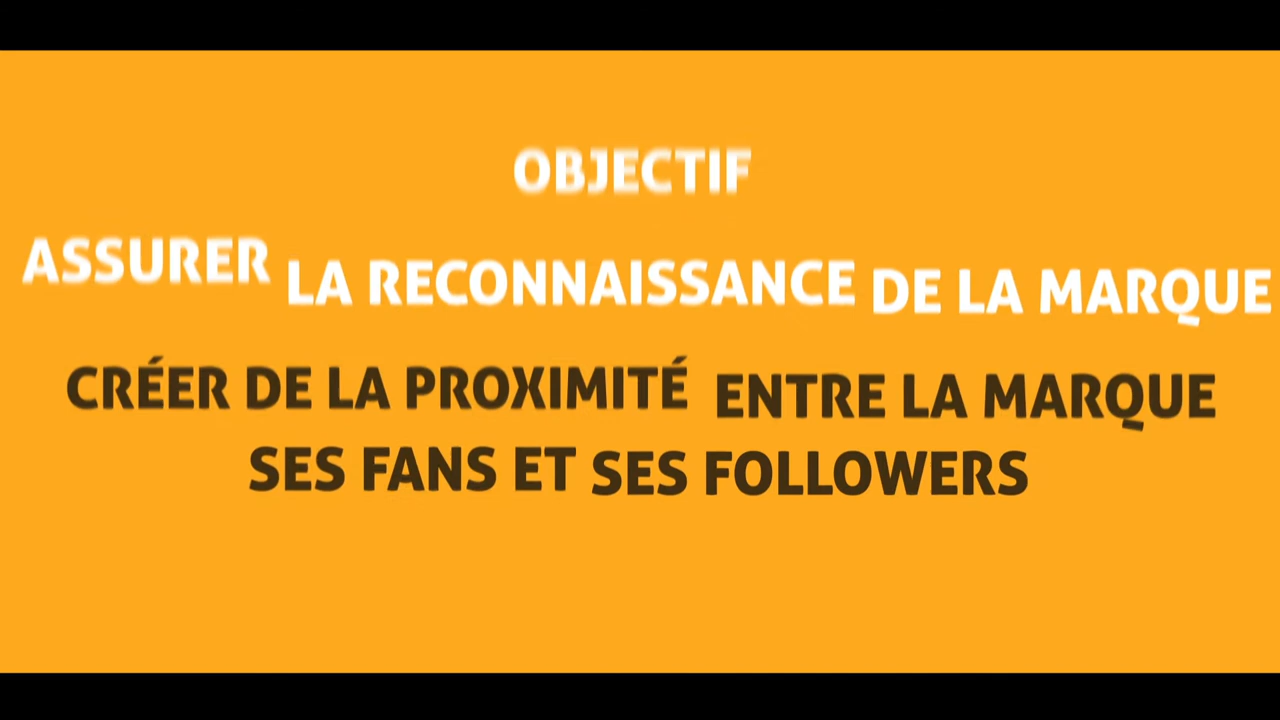 OBJECTIF
ASSURER LA RECONNAISSANCE DE LA MARQUE
CRÉER DE LA PROXIMITÉ ENTRE LA MARQUE
SES FANS ET SES FOLLOWERS